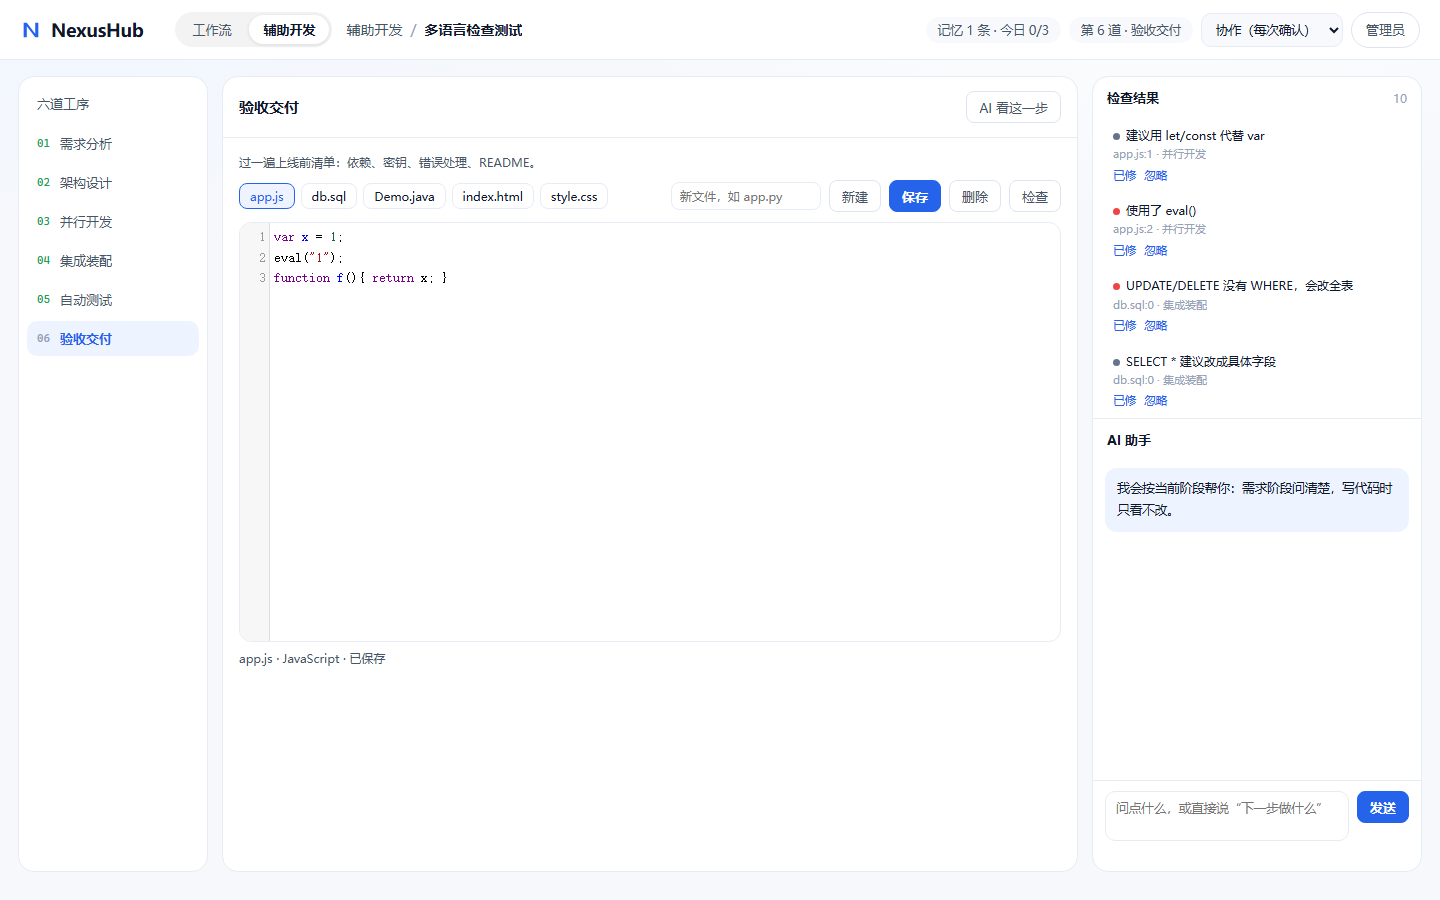 NexusHub
工作流
辅助开发
辅助开发 / 多语言检查测试
记忆 1 条 · 今日 0/3
第 6 道 · 验收交付
协作（每次确认）
管理员
六道工序
01 需求分析
02 架构设计
03 并行开发
04 集成装配
05 自动测试
06 验收交付
验收交付
AI 看这一步
过一遍上线前清单：依赖、密钥、错误处理、README。
app.js
db.sql
Demo.java
index.html
style.css
新文件，如 app.py
新建
保存
删除
检查
1 var x = 1;
2 eval("1");
3 function f(){ return x; }
app.js · JavaScript · 已保存
检查结果 10
建议用 let/const 代替 var
app.js:1 · 并行开发
已修 忽略
使用了 eval()
app.js:2 · 并行开发
已修 忽略
UPDATE/DELETE 没有 WHERE，会改全表
db.sql:0 · 集成装配
已修 忽略
SELECT * 建议改成具体字段
db.sql:0 · 集成装配
已修 忽略
AI 助手
我会按当前阶段帮你：需求阶段问清楚，写代码时
只看不改。
问点什么，或直接说“下一步做什么”
发送